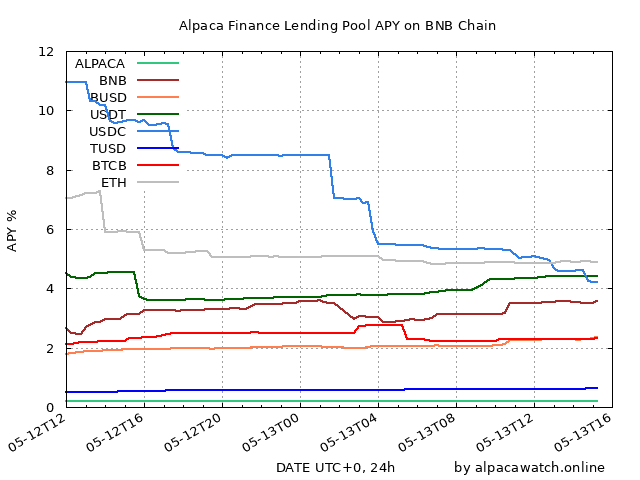 Alpaca Finance Lending Pool APY on BNB Chain
APY %
12
10
8
6
4
2
0
ALPACA
BNB
BUSD
USDT
USDC
TUSD
BTCB
ETH
05-12T12
05-12T16
05-12T20
05-13T00
05-13T04
05-13T08
05-13T12
05-13T16
DATE UTC+0, 24h
by alpacawatch.online